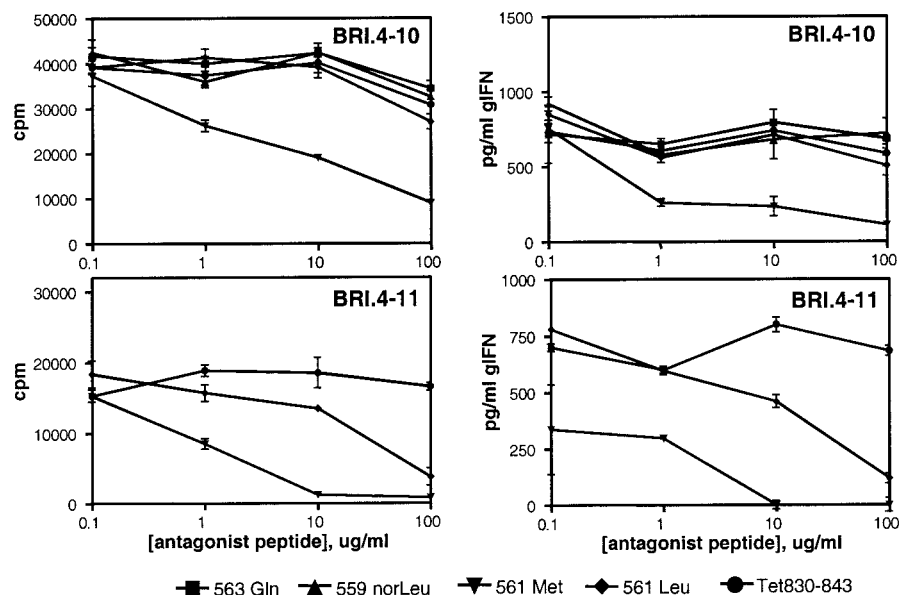 BRI.4-10
50000
40000
30000
20000
10000
0
cpm
0.1 1 10 100
BRI.4-10
1500
1000
500
0
pg/ml gIFN
0.1 1 10 100
BRI.4-11
30000
20000
10000
0
cpm
0.1 1 10 100
[antagonist peptide], ug/ml
BRI.4-11
1000
750
500
250
0
pg/ml gIFN
0.1 1 10 100
[antagonist peptide], ug/ml
563 Gln 559 norLeu 561 Met 561 Leu Tet830-843